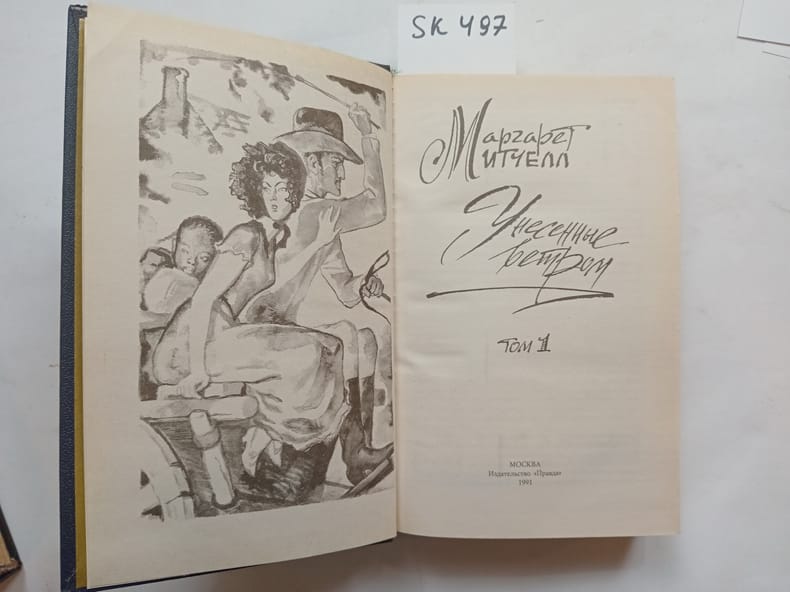 SK 497
Маргарет
Митчелл
Унесенные
ветром
том 1
МОСКВА
Издательство «Правда»
1991